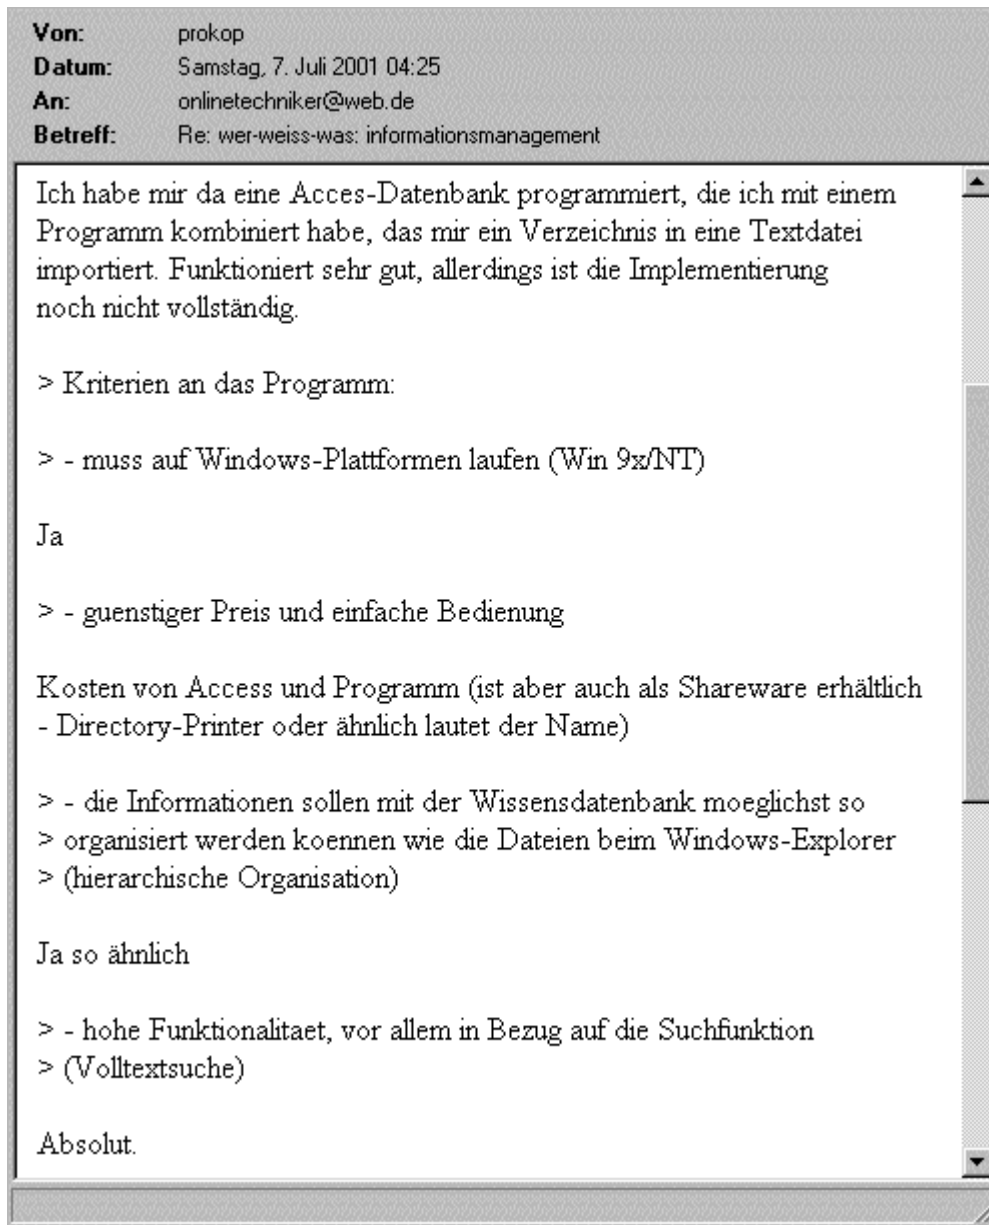 Von: prokop
Datum: Samstag, 7. Juli 2001 04:25
An: onlinetechniker@web.de
Betreff: Re: wer-weiss-was: informationsmanagement
Ich habe mir da eine Acces-Datenbank programmiert, die ich mit einem
Programm kombiniert habe, das mir ein Verzeichnis in eine Textdatei
importiert. Funktioniert sehr gut, allerdings ist die Implementierung
noch nicht vollständig.
> Kriterien an das Programm:
> - muss auf Windows-Plattformen laufen (Win 9x/NT)
Ja
> - guenstiger Preis und einfache Bedienung
Kosten von Access und Programm (ist aber auch als Shareware erhältlich
- Directory-Printer oder ähnlich lautet der Name)
> - die Informationen sollen mit der Wissensdatenbank moeglichst so
> organisiert werden koennen wie die Dateien beim Windows-Explorer
> (hierarchische Organisation)
Ja so ähnlich
> - hohe Funktionalitaet, vor allem in Bezug auf die Suchfunktion
> (Volltextsuche)
Absolut.